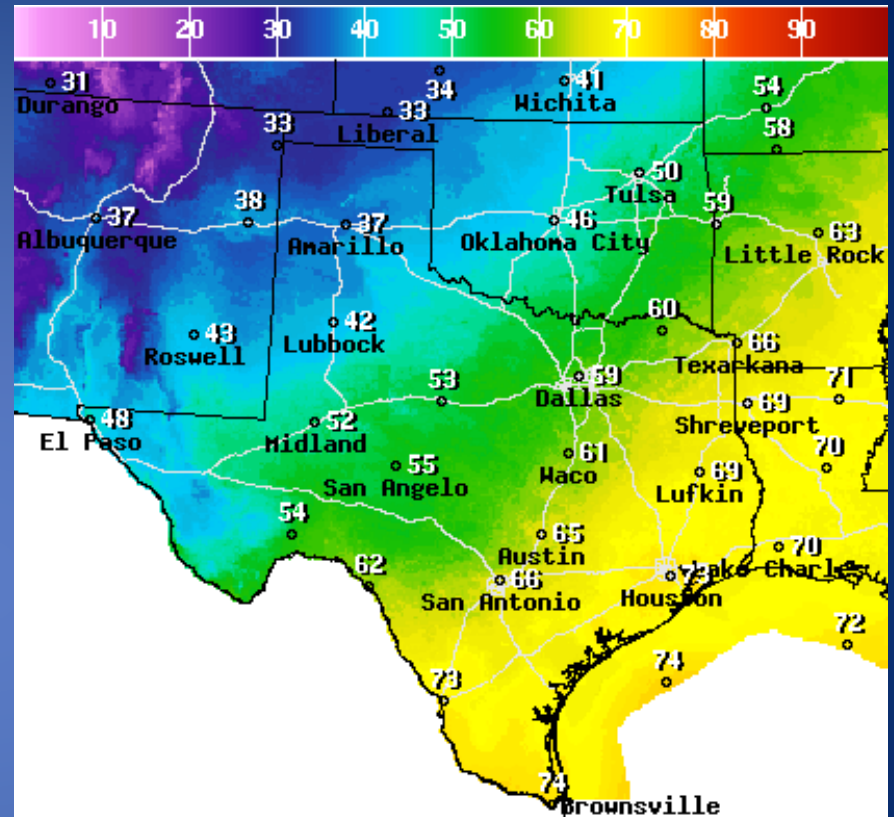 10 20 30 40 50 60 70 80 90
31
Durango
34
41
Wichita
54
33
Liberal
33
58
50
Tulsa
37
Albuquerque
38
37
Amarillo
46
Oklahoma City
59
63
Little Rock
43
Roswell
42
Lubbock
60
66
Texarkana
59
Dallas
53
71
69
Shreveport
48
El Paso
52
Midland
61
Waco
55
San Angelo
69
Lufkin
70
54
65
Austin
70
Lake Charles
62
66
San Antonio
73
Houston
72
74
73
74
Brownsville